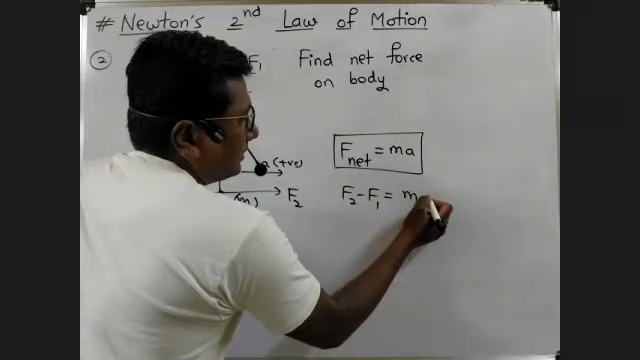 # Newton's 2nd Law of Motion
2 F1 Find net force
on body
a (+ve)
Fnet = ma
(m) F2 F2 - F1 = m